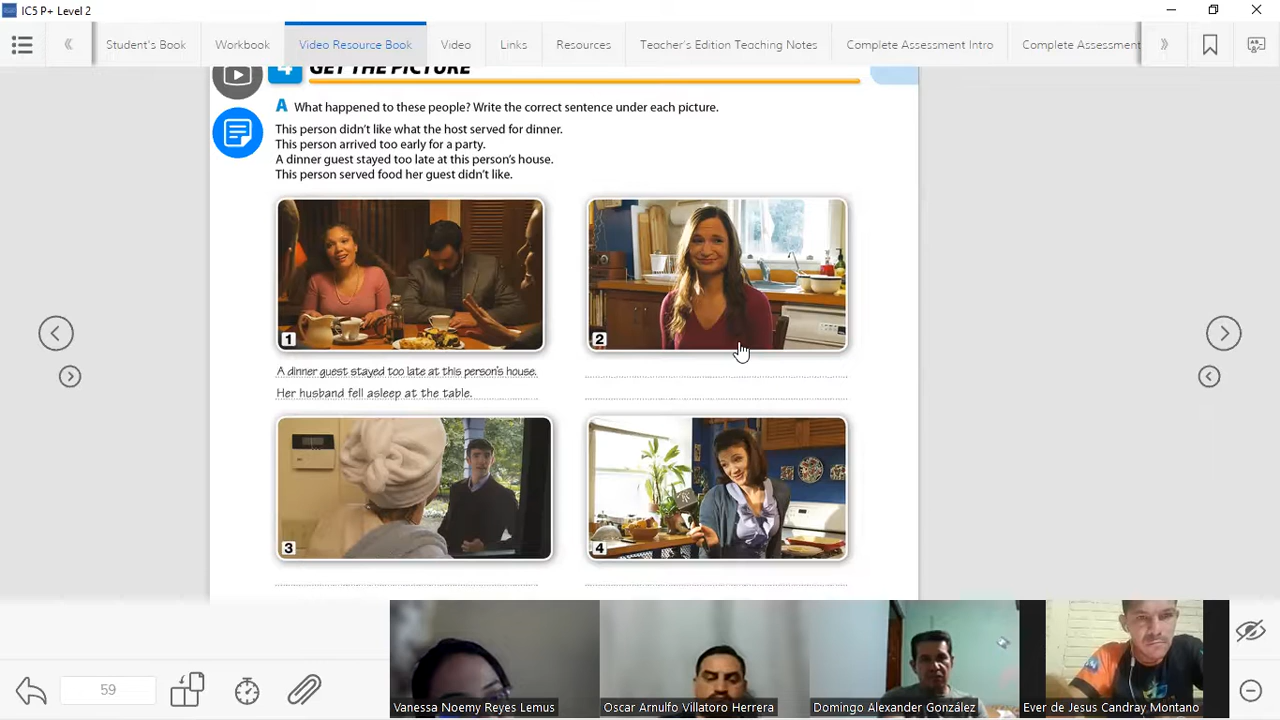 IC5 P+ Level 2
Student's Book Workbook Video Resource Book Video Links Resources Teacher's Edition Teaching Notes Complete Assessment Intro Complete Assessment
4 GET THE PICTURE
A What happened to these people? Write the correct sentence under each picture.
This person didn't like what the host served for dinner.
This person arrived too early for a party.
A dinner guest stayed too late at this person's house.
This person served food her guest didn't like.
1
2
A dinner guest stayed too late at this person's house.
Her husband fell asleep at the table.
3
4
59
Vanessa Noemy Reyes Lemus
Oscar Arnulfo Villatoro Herrera
Domingo Alexander González
Ever de Jesus Candray Montano